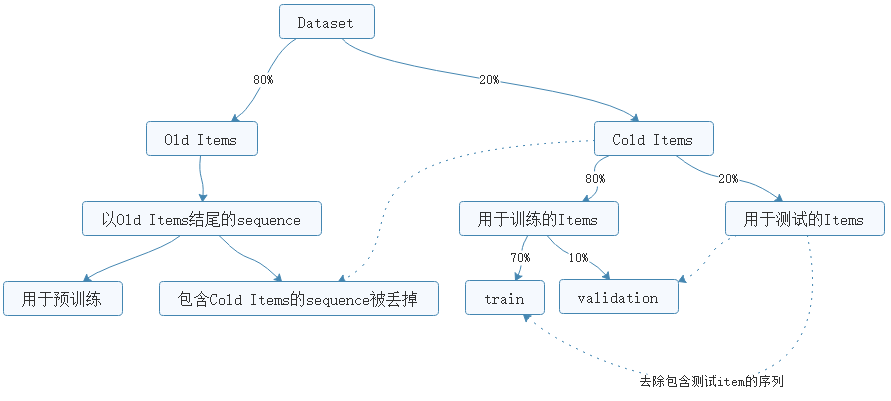 Dataset
80%
20%
Old Items
Cold Items
80%
20%
以Old Items结尾的sequence
用于训练的Items
用于测试的Items
70%
10%
用于预训练
包含Cold Items的sequence被丢掉
train
validation
去除包含测试item的序列